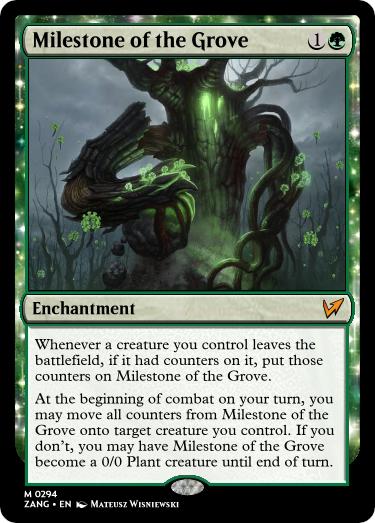 Milestone of the Grove 1
Enchantment
Whenever a creature you control leaves the
battlefield, if it had counters on it, put those
counters on Milestone of the Grove.
At the beginning of combat on your turn, you
may move all counters from Milestone of the
Grove onto target creature you control. If you
don't, you may have Milestone of the Grove
become a 0/0 Plant creature until end of turn.
M 0294
ZANG • EN Mateusz Wisniewski